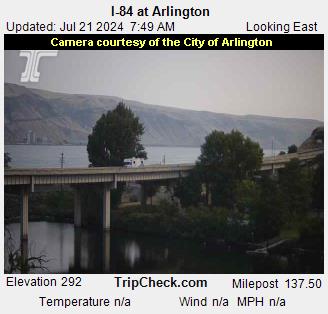 I-84 at Arlington
Updated: Jul 21 2024 7:49 AM Looking East
Camera courtesy of the City of Arlington
Elevation 292 TripCheck.com Milepost 137.50
Temperature n/a Wind n/a MPH n/a